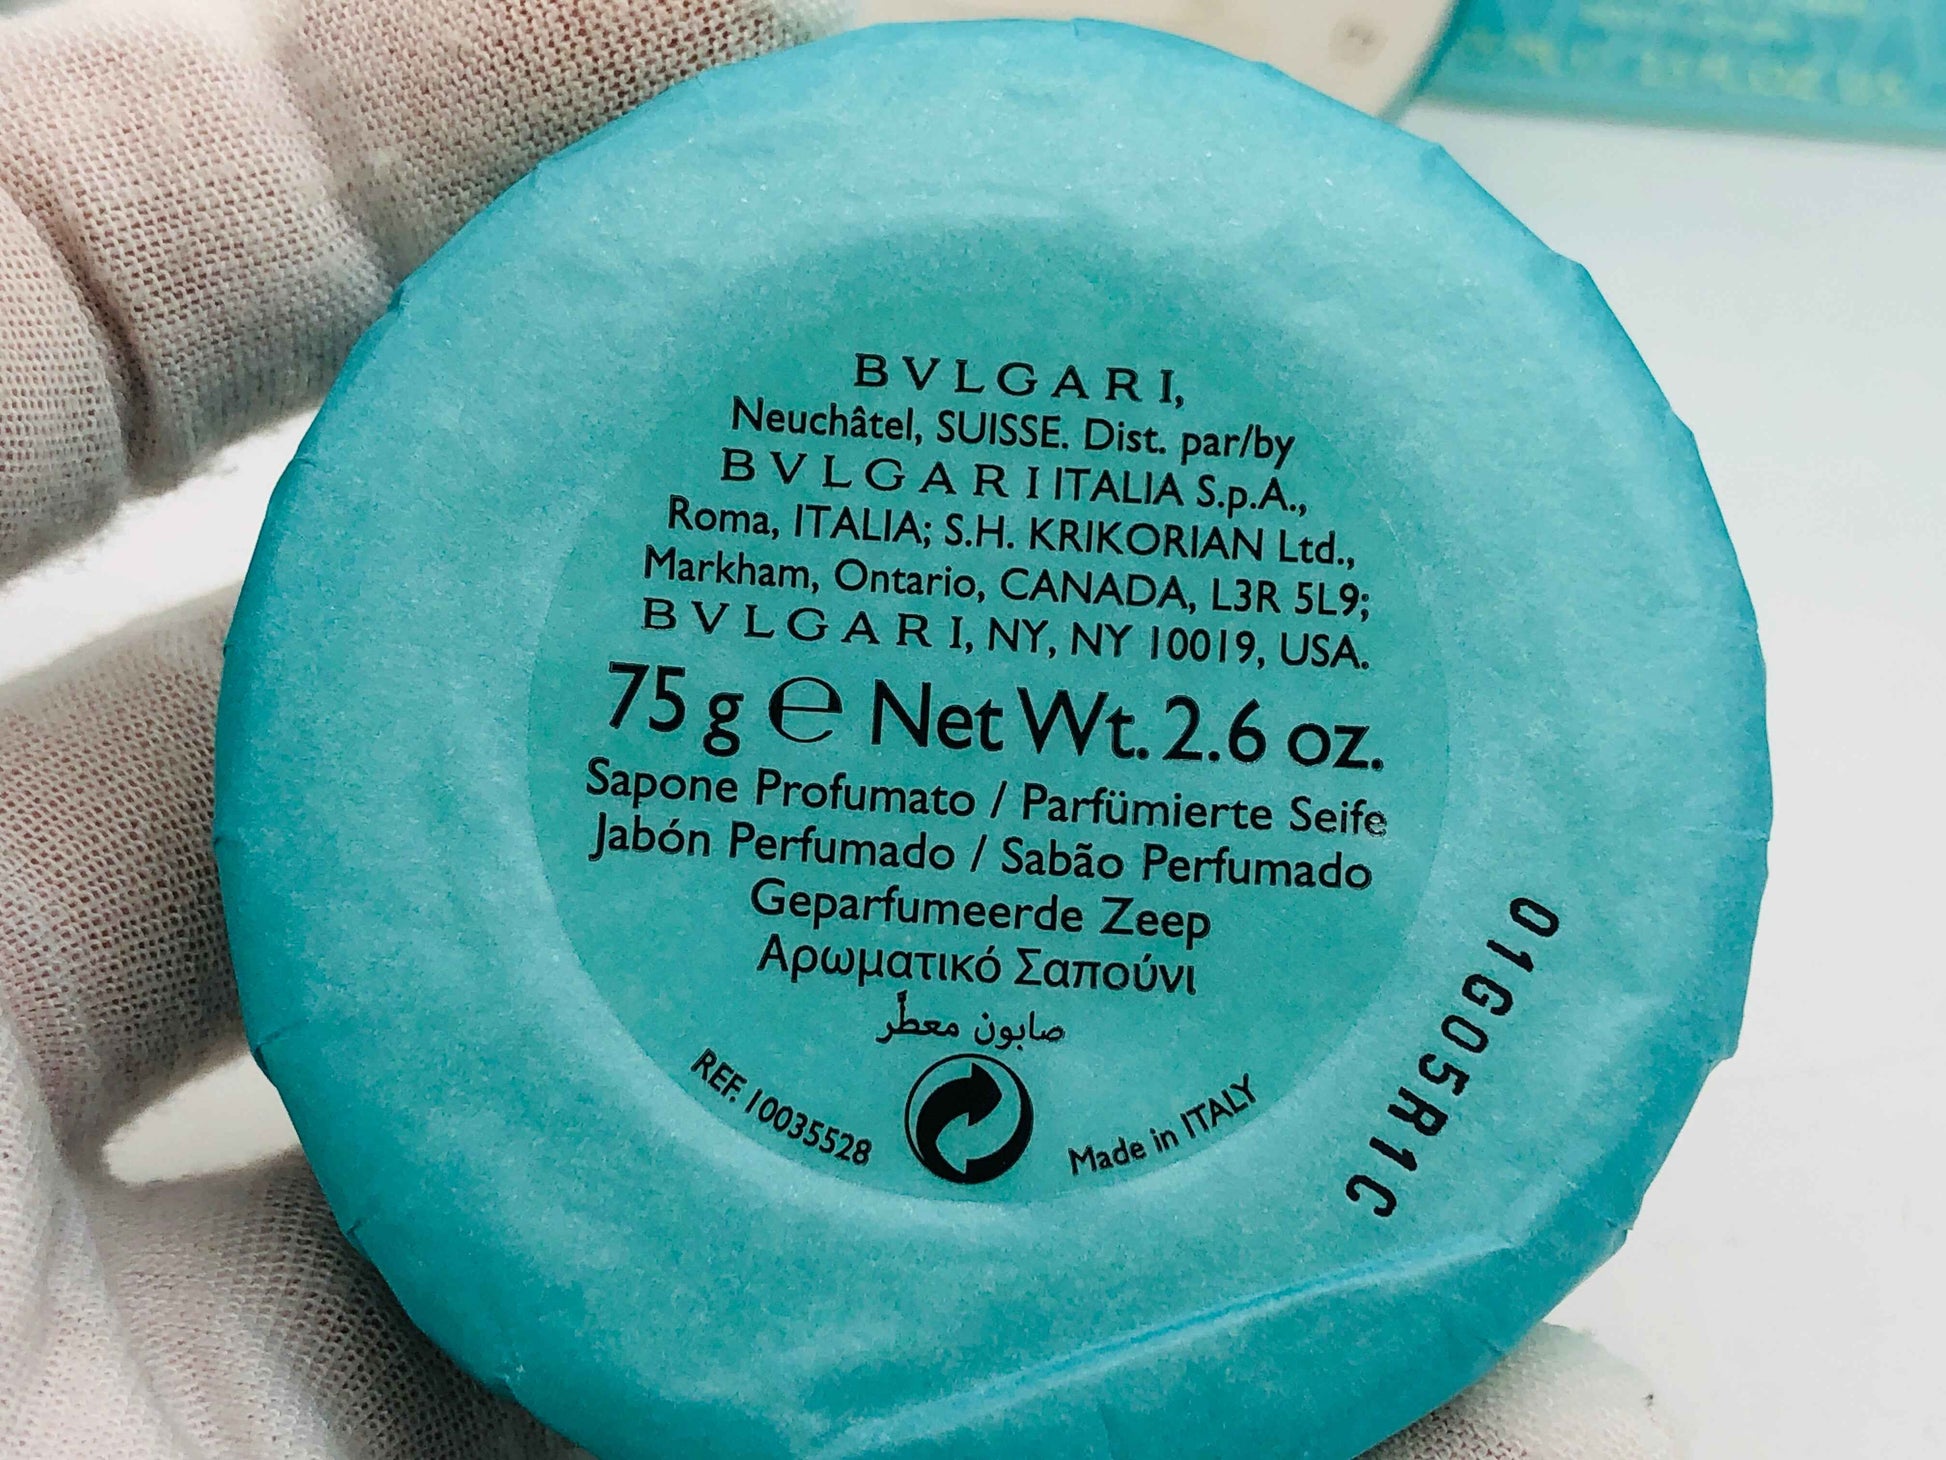 BVLGARI,
Neuchâtel, SUISSE. Dist. par/by
BVLGARI ITALIA S.p.A.,
Roma, ITALIA; S.H. KRIKORIAN Ltd.,
Markham, Ontario, CANADA, L3R 5L9;
BVLGARI, NY, NY 10019, USA.
75 g ℮ Net Wt. 2.6 oz.
Sapone Profumato / Parfümierte Seife
Jabón Perfumado / Sabão Perfumado
Geparfumeerde Zeep
Αρωματικό Σαπούνι
صابون معطّر
REF. 10035528
Made in ITALY
01G05R1C